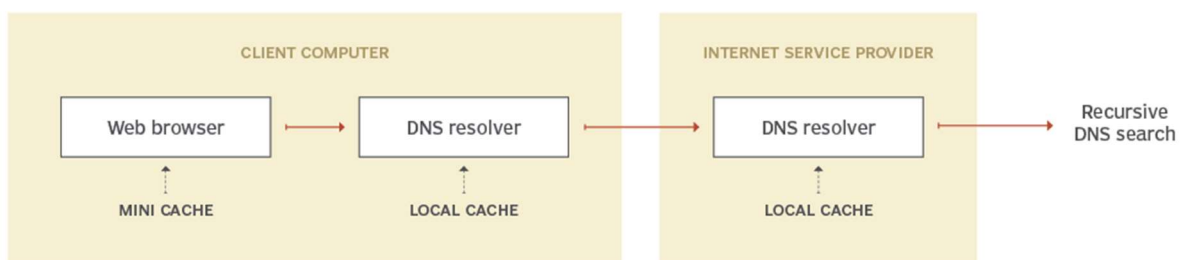 CLIENT COMPUTER
INTERNET SERVICE PROVIDER
Web browser
DNS resolver
DNS resolver
Recursive
DNS search
MINI CACHE
LOCAL CACHE
LOCAL CACHE